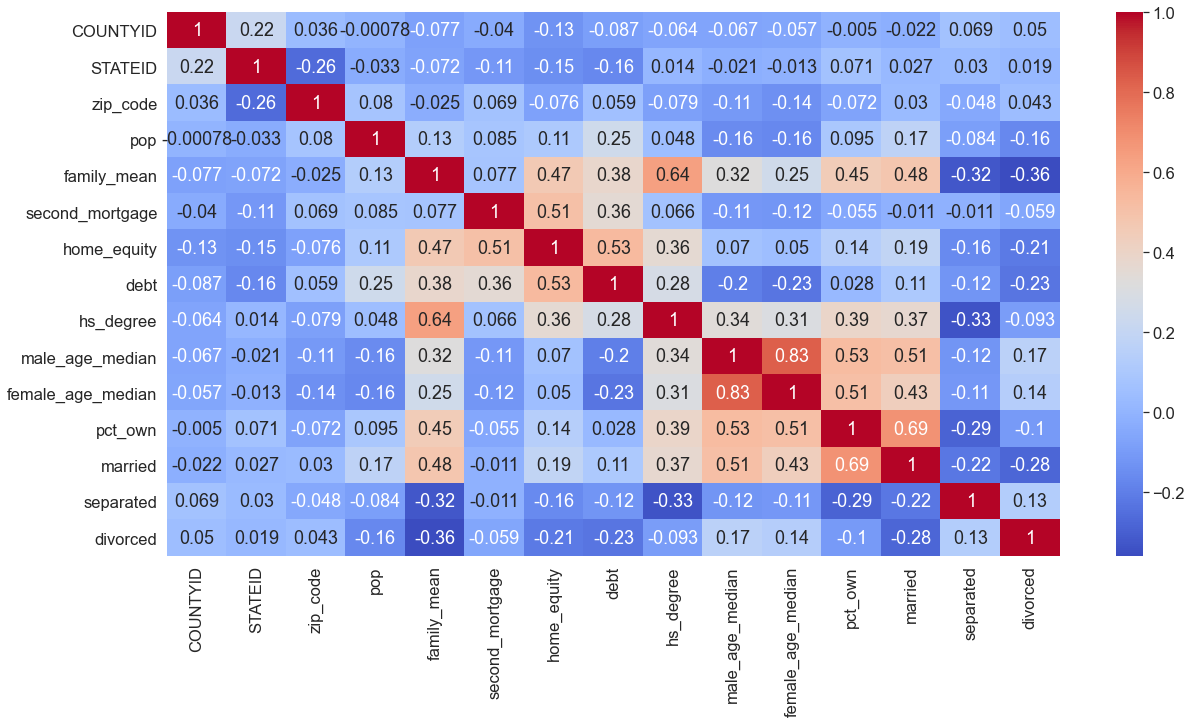 COUNTYID 1 0.22 0.036 -0.00078 -0.077 -0.04 -0.13 -0.087 -0.064 -0.067 -0.057 -0.005 -0.022 0.069 0.05
STATEID 0.22 1 -0.26 -0.033 -0.072 -0.11 -0.15 -0.16 0.014 -0.021 -0.013 0.071 0.027 0.03 0.019
zip_code 0.036 -0.26 1 0.08 -0.025 0.069 -0.076 0.059 -0.079 -0.11 -0.14 -0.072 0.03 -0.048 0.043
pop -0.00078 -0.033 0.08 1 0.13 0.085 0.11 0.25 0.048 -0.16 -0.16 0.095 0.17 -0.084 -0.16
family_mean -0.077 -0.072 -0.025 0.13 1 0.077 0.47 0.38 0.64 0.32 0.25 0.45 0.48 -0.32 -0.36
second_mortgage -0.04 -0.11 0.069 0.085 0.077 1 0.51 0.36 0.066 -0.11 -0.12 -0.055 -0.011 -0.011 -0.059
home_equity -0.13 -0.15 -0.076 0.11 0.47 0.51 1 0.53 0.36 0.07 0.05 0.14 0.19 -0.16 -0.21
debt -0.087 -0.16 0.059 0.25 0.38 0.36 0.53 1 0.28 -0.2 -0.23 0.028 0.11 -0.12 -0.23
hs_degree -0.064 0.014 -0.079 0.048 0.64 0.066 0.36 0.28 1 0.34 0.31 0.39 0.37 -0.33 -0.093
male_age_median -0.067 -0.021 -0.11 -0.16 0.32 -0.11 0.07 -0.2 0.34 1 0.83 0.53 0.51 -0.12 0.17
female_age_median -0.057 -0.013 -0.14 -0.16 0.25 -0.12 0.05 -0.23 0.31 0.83 1 0.51 0.43 -0.11 0.14
pct_own -0.005 0.071 -0.072 0.095 0.45 -0.055 0.14 0.028 0.39 0.53 0.51 1 0.69 -0.29 -0.1
married -0.022 0.027 0.03 0.17 0.48 -0.011 0.19 0.11 0.37 0.51 0.43 0.69 1 -0.22 -0.28
separated 0.069 0.03 -0.048 -0.084 -0.32 -0.011 -0.16 -0.12 -0.33 -0.12 -0.11 -0.29 -0.22 1 0.13
divorced 0.05 0.019 0.043 -0.16 -0.36 -0.059 -0.21 -0.23 -0.093 0.17 0.14 -0.1 -0.28 0.13 1
COUNTYID
STATEID
zip_code
pop
family_mean
second_mortgage
home_equity
debt
hs_degree
male_age_median
female_age_median
pct_own
married
separated
divorced
1.0
0.8
0.6
0.4
0.2
0.0
−0.2